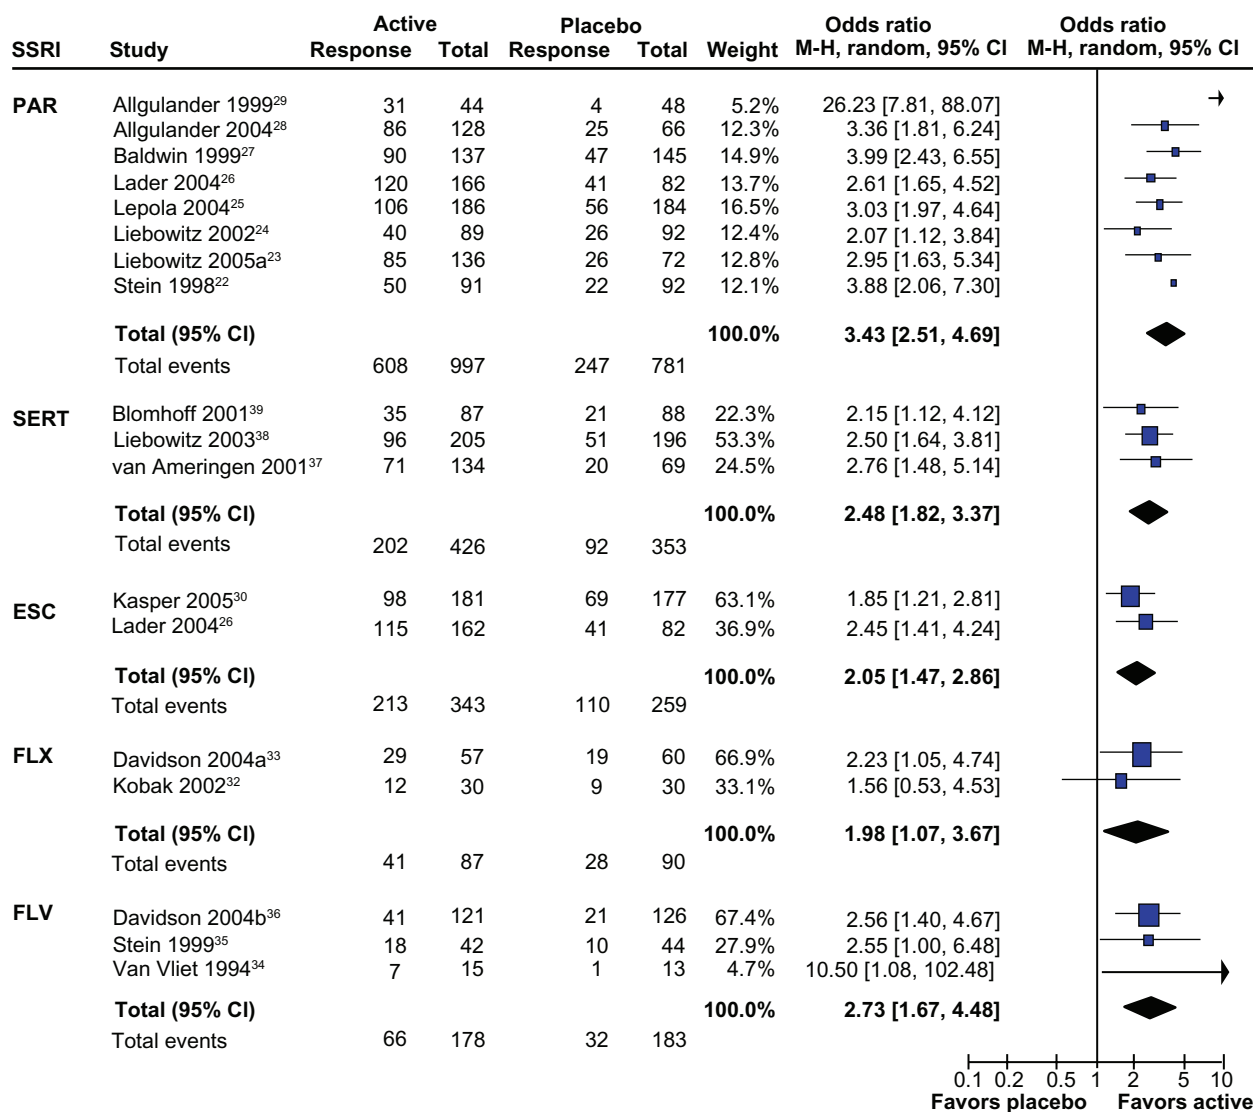 Active Placebo Odds ratio Odds ratio
SSRI Study Response Total Response Total Weight M-H, random, 95% CI M-H, random, 95% CI
PAR Allgulander 1999²⁹ 31 44 4 48 5.2% 26.23 [7.81, 88.07]
Allgulander 2004²⁸ 86 128 25 66 12.3% 3.36 [1.81, 6.24]
Baldwin 1999²⁷ 90 137 47 145 14.9% 3.99 [2.43, 6.55]
Lader 2004²⁶ 120 166 41 82 13.7% 2.61 [1.65, 4.52]
Lepola 2004²⁵ 106 186 56 184 16.5% 3.03 [1.97, 4.64]
Liebowitz 2002²⁴ 40 89 26 92 12.4% 2.07 [1.12, 3.84]
Liebowitz 2005a²³ 85 136 26 72 12.8% 2.95 [1.63, 5.34]
Stein 1998²² 50 91 22 92 12.1% 3.88 [2.06, 7.30]
Total (95% CI) 100.0% 3.43 [2.51, 4.69]
Total events 608 997 247 781
SERT Blomhoff 2001³⁹ 35 87 21 88 22.3% 2.15 [1.12, 4.12]
Liebowitz 2003³⁸ 96 205 51 196 53.3% 2.50 [1.64, 3.81]
van Ameringen 2001³⁷ 71 134 20 69 24.5% 2.76 [1.48, 5.14]
Total (95% CI) 100.0% 2.48 [1.82, 3.37]
Total events 202 426 92 353
ESC Kasper 2005³⁰ 98 181 69 177 63.1% 1.85 [1.21, 2.81]
Lader 2004²⁶ 115 162 41 82 36.9% 2.45 [1.41, 4.24]
Total (95% CI) 100.0% 2.05 [1.47, 2.86]
Total events 213 343 110 259
FLX Davidson 2004a³³ 29 57 19 60 66.9% 2.23 [1.05, 4.74]
Kobak 2002³² 12 30 9 30 33.1% 1.56 [0.53, 4.53]
Total (95% CI) 100.0% 1.98 [1.07, 3.67]
Total events 41 87 28 90
FLV Davidson 2004b³⁶ 41 121 21 126 67.4% 2.56 [1.40, 4.67]
Stein 1999³⁵ 18 42 10 44 27.9% 2.55 [1.00, 6.48]
Van Vliet 1994³⁴ 7 15 1 13 4.7% 10.50 [1.08, 102.48]
Total (95% CI) 100.0% 2.73 [1.67, 4.48]
Total events 66 178 32 183
0.1 0.2 0.5 1 2 5 10
Favors placebo Favors active